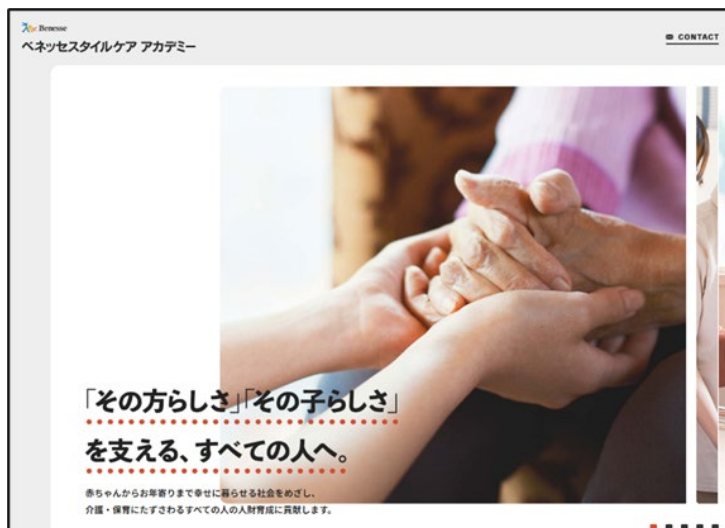 Benesse
ベネッセスタイルケア アカデミー
CONTACT
「その方らしさ」「その子らしさ」
を支える、すべての人へ。
赤ちゃんからお年寄りまで幸せに暮らせる社会をめざし、
介護・保育にたずさわるすべての人の人財育成に貢献します。